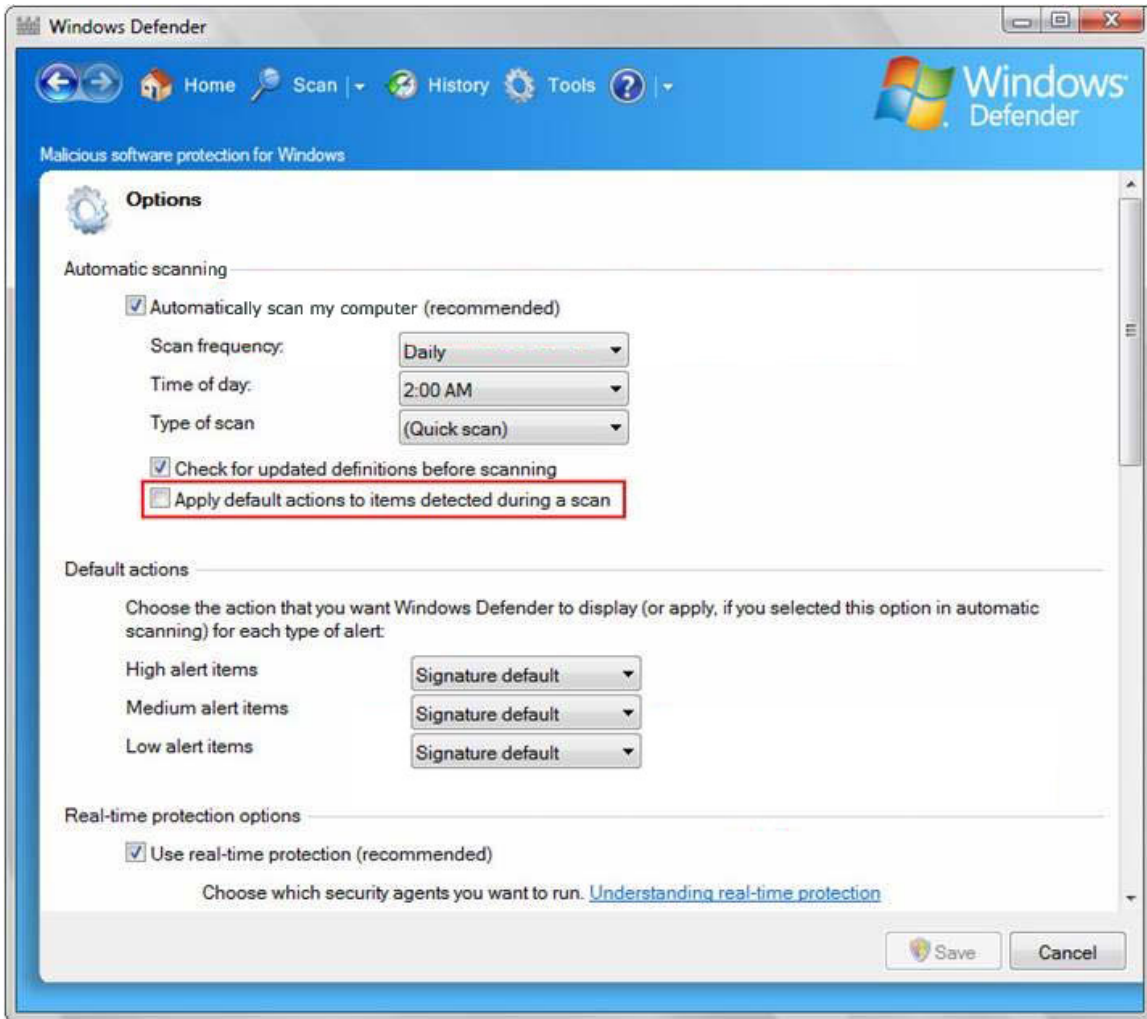 Windows Defender
Home Scan History Tools ?
Windows
Defender
Malicious software protection for Windows
Options
Automatic scanning
Automatically scan my computer (recommended)
Scan frequency: Daily
Time of day: 2:00 AM
Type of scan (Quick scan)
Check for updated definitions before scanning
Apply default actions to items detected during a scan
Default actions
Choose the action that you want Windows Defender to display (or apply, if you selected this option in automatic
scanning) for each type of alert:
High alert items Signature default
Medium alert items Signature default
Low alert items Signature default
Real-time protection options
Use real-time protection (recommended)
Choose which security agents you want to run. Understanding real-time protection
Save Cancel